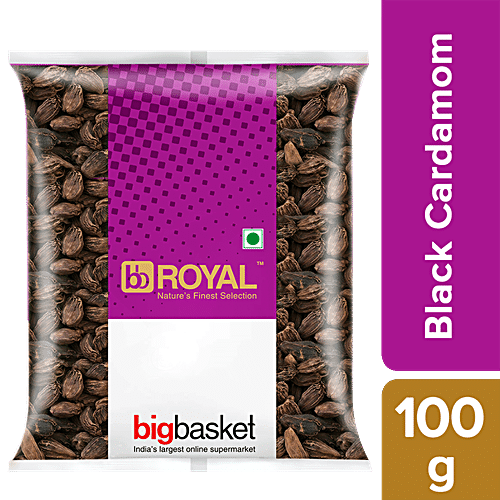 bb ROYAL™
Nature's Finest Selection
bigbasket
India's largest online supermarket
Black Cardamom
100
g